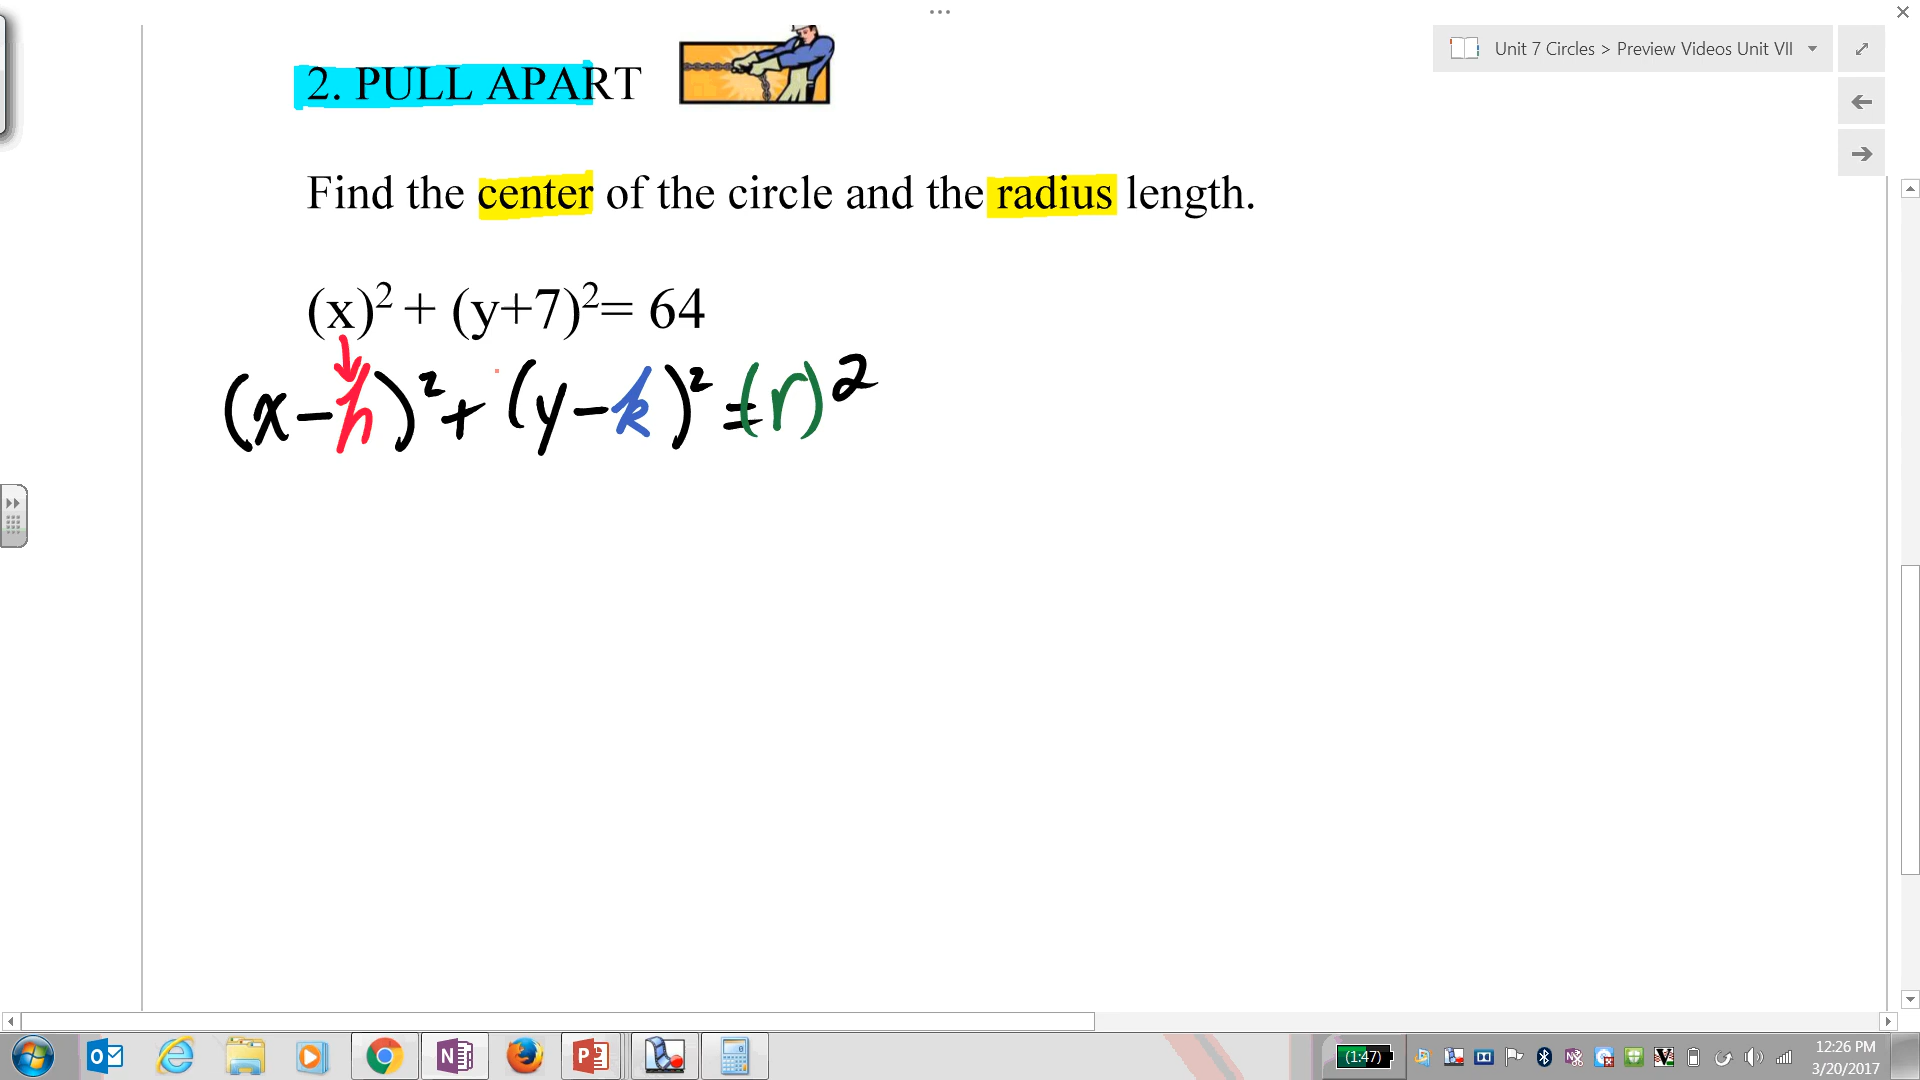 Unit 7 Circles > Preview Videos Unit VII
2. PULL APART
Find the center of the circle and the radius length.
(x)² + (y+7)²= 64
(x-h)² + (y-k)² = (r)²
(1:47)
12:26 PM
3/20/2017